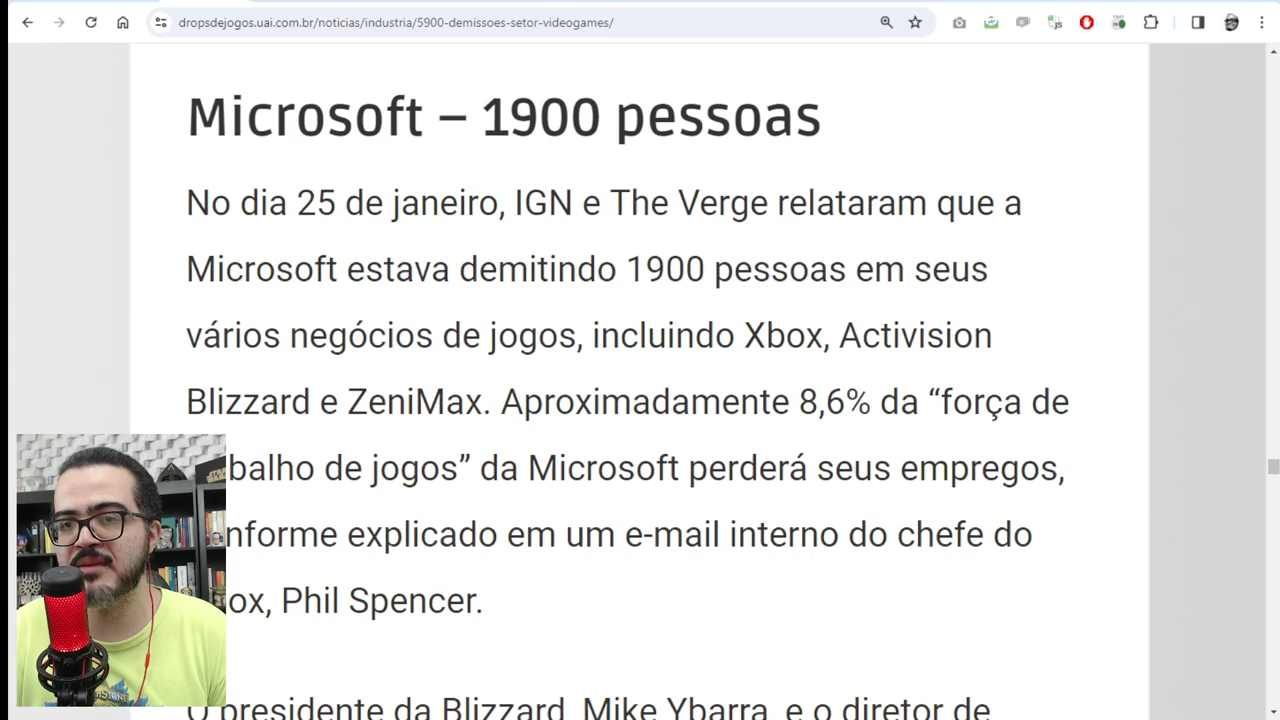 dropsdejogos.uai.com.br/noticias/industria/5900-demissoes-setor-videogames/
Microsoft – 1900 pessoas
No dia 25 de janeiro, IGN e The Verge relataram que a
Microsoft estava demitindo 1900 pessoas em seus
vários negócios de jogos, incluindo Xbox, Activision
Blizzard e ZeniMax. Aproximadamente 8,6% da “força de
balho de jogos” da Microsoft perderá seus empregos,
nforme explicado em um e-mail interno do chefe do
ox, Phil Spencer.
O presidente da Blizzard, Mike Ybarra, e o diretor de